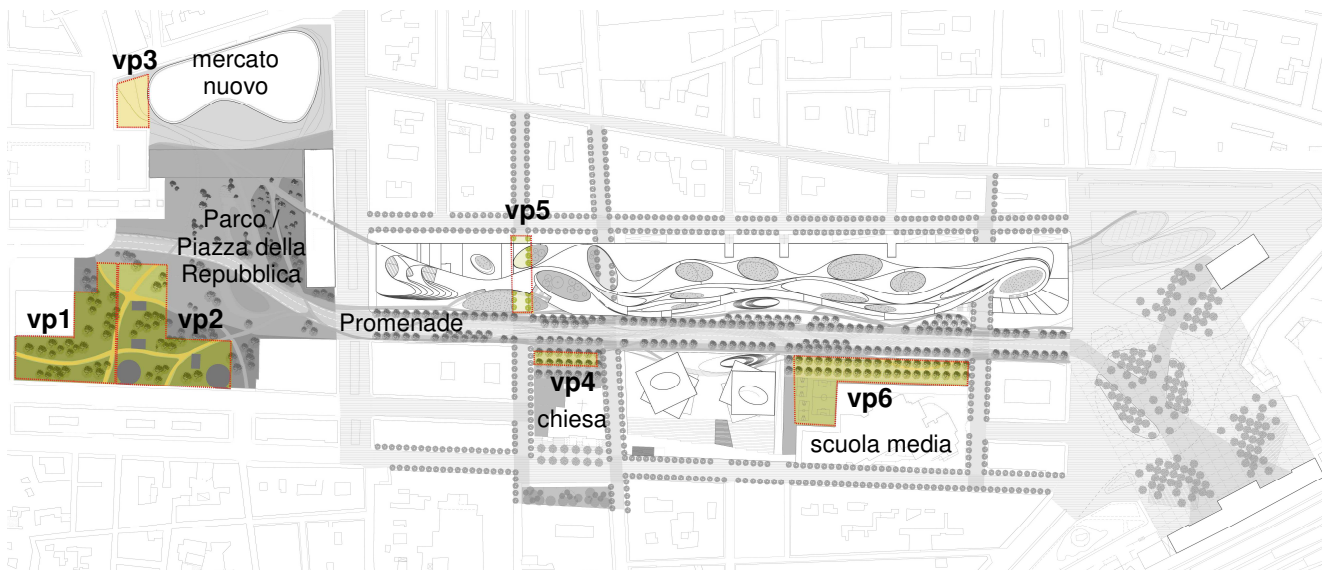 vp3
mercato
nuovo
vp5
Parco /
Piazza della
Repubblica
vp1
vp2
Promenade
vp4
chiesa
vp6
scuola media